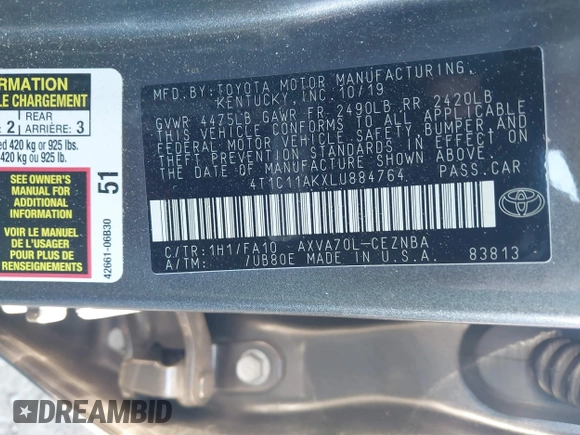 RMATION
LE CHARGEMENT
2 | REAR
ARRIÈRE: 3
ed 420 kg or 925 lbs.
420 kg ou 925 lb.
SEE OWNER'S
MANUAL FOR
ADDITIONAL
INFORMATION
VOIR LE MANUEL
DE L'USAGER
POUR PLUS DE
RENSEIGNEMENTS
51
42661-06B30
MFD.BY:TOYOTA MOTOR MANUFACTURING,
KENTUCKY,INC. 10/19
GVWR 4475LB GAWR FR 2490LB RR 2420LB
THIS VEHICLE CONFORMS TO ALL APPLICABLE
FEDERAL MOTOR VEHICLE SAFETY, BUMPER, AND
THEFT PREVENTION STANDARDS IN EFFECT ON
THE DATE OF MANUFACTURE SHOWN ABOVE.
4T1C11AKXLU884764 PASS.CAR
C/TR:1H1/FA10 AXVA70L-CEZNBA
/UB80E MADE IN U.S.A. 83813
DREAMBID